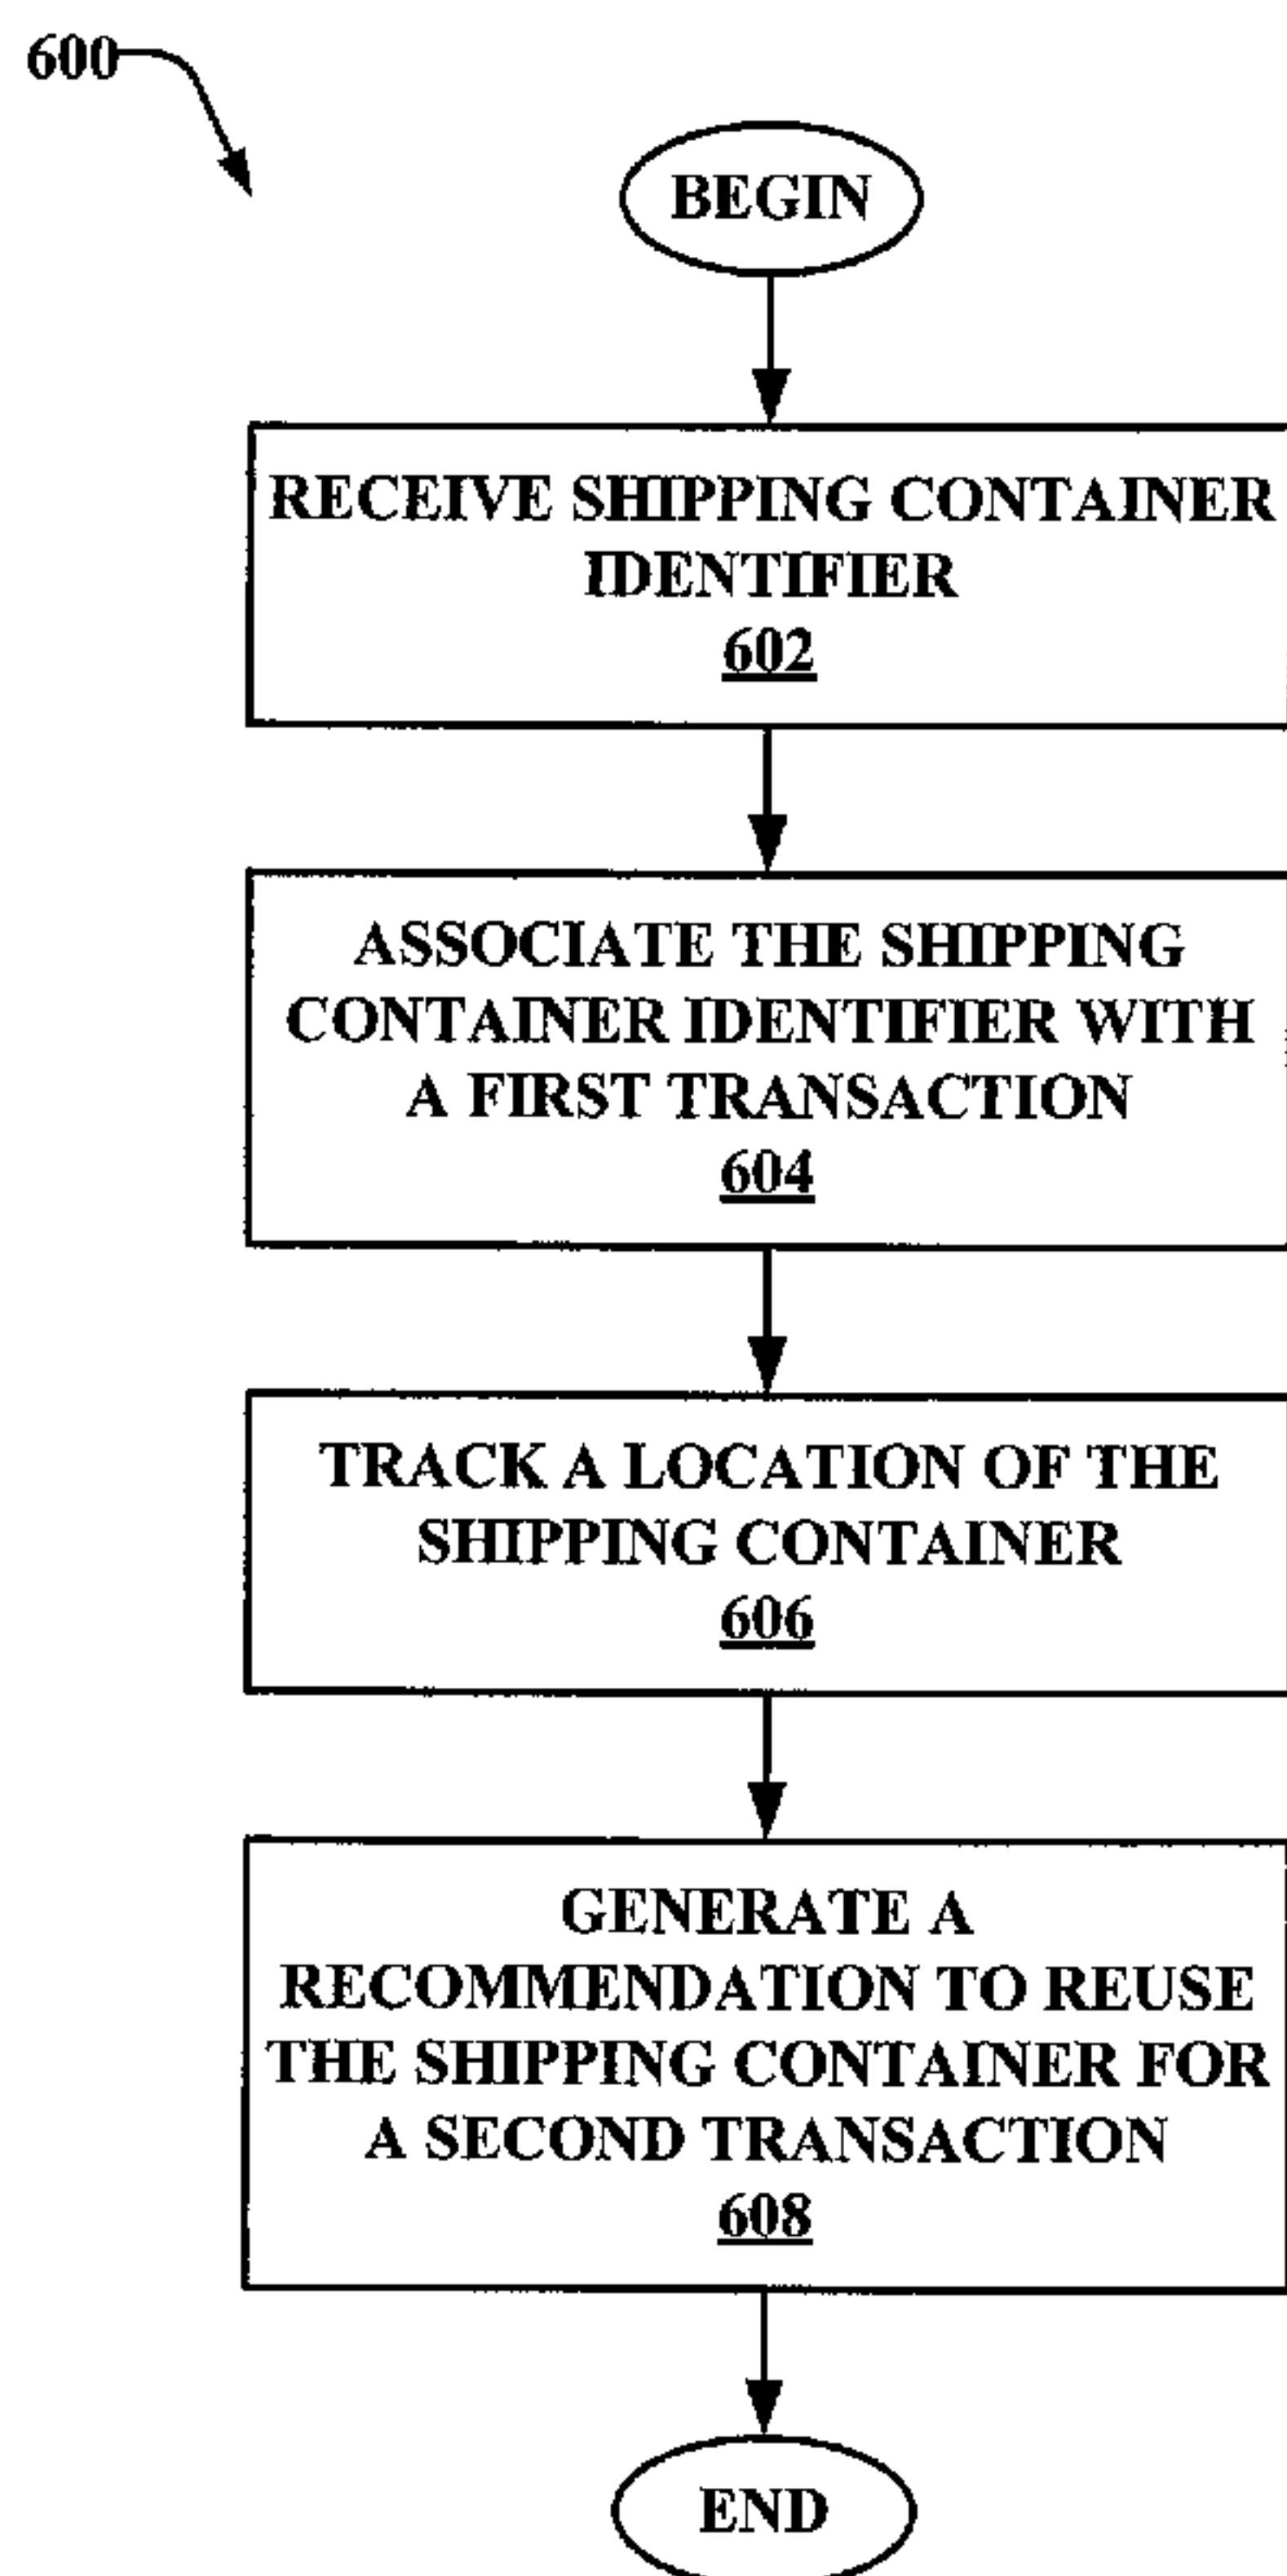 600
BEGIN
RECEIVE SHIPPING CONTAINER
IDENTIFIER
602
ASSOCIATE THE SHIPPING
CONTAINER IDENTIFIER WITH
A FIRST TRANSACTION
604
TRACK A LOCATION OF THE
SHIPPING CONTAINER
606
GENERATE A
RECOMMENDATION TO REUSE
THE SHIPPING CONTAINER FOR
A SECOND TRANSACTION
608
END